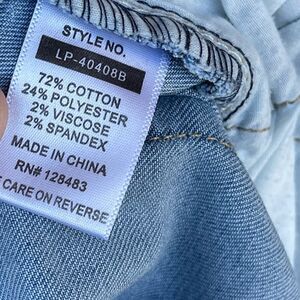 STYLE NO.
LP-40408B
72% COTTON
24% POLYESTER
2% VISCOSE
2% SPANDEX
MADE IN CHINA
RN# 128483
CARE ON REVERSE